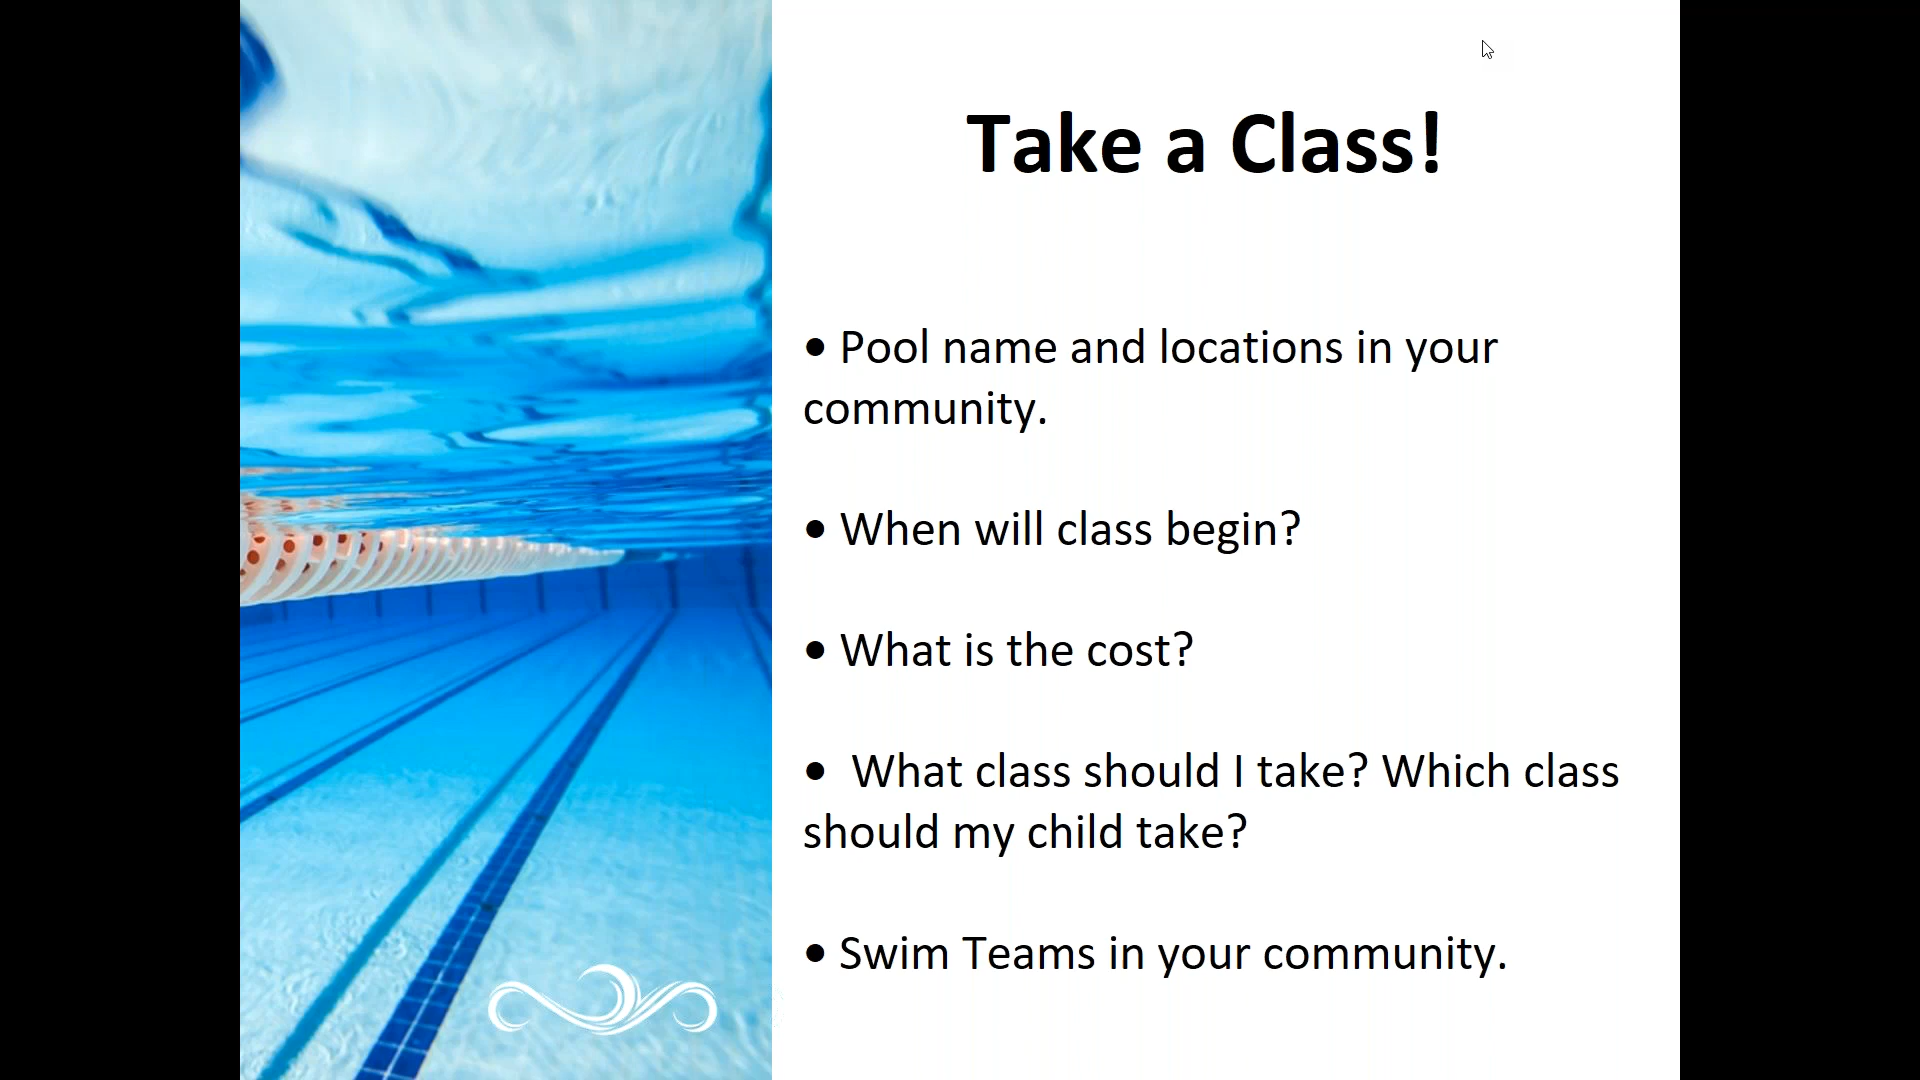 Take a Class!
• Pool name and locations in your
community.
• When will class begin?
• What is the cost?
• What class should I take? Which class
should my child take?
• Swim Teams in your community.